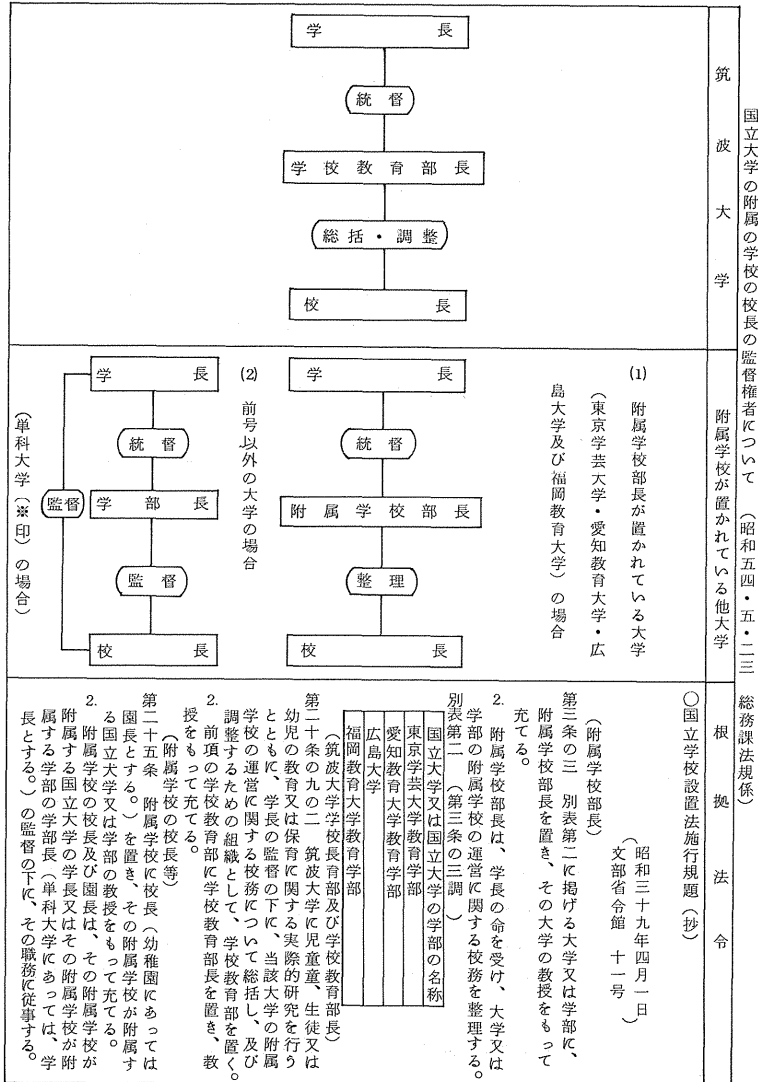 国立大学の附属の学校の校長の監督権者について (昭和五四・五・二三 総務課法規係)
筑波大学
学長
統督
学校教育部長
総括・調整
校長
附属学校が置かれている他大学
(1) 附属学校部長が置かれている大学
(東京学芸大学・愛知教育大学・広
島大学及び福岡教育大学)の場合
学長
統督
附属学校部長
整理
校長
(2) 前号以外の大学の場合
学長
統督
学部長
監督
校長
監督
(単科大学(※印)の場合)
根拠法令
○国立学校設置法施行規題(抄)
(昭和三十九年四月一日
文部省令館 十一号)
(附属学校部長)
第三条の三 別表第二に掲げる大学又は学部に、
附属学校部長を置き、その大学の教授をもって
充てる。
2. 附属学校部長は、学長の命を受け、大学又は
学部の附属学校の運営に関する校務を整理する。
別表第二 (第三条の三調 )
国立大学又は国立大学の学部の名称
東京学芸大学教育学部
愛知教育大学教育学部
広島大学
福岡教育大学教育学部
(筑波大学学校長育部及び学校教育部長)
第二十条の九の二 筑波大学に児童童、生徒又は
幼児の教育又は保育に関する実際的研究を行う
とともに、学長の監督の下に、当該大学の附属
学校の運営に関する校務について総括し、及び
調整するための組織として、学校教育部を置く。
2. 前項の学校教育部に学校教育部長を置き、教
授をもって充てる。
(附属学校の校長等)
第二十五条 附属学校に校長(幼稚園にあっては
園長とする。)を置き、その附属学校が附属す
る国立大学又は学部の教授をもって充てる。
2. 附属学校の校長及び園長は、その附属学校が
附属する国立大学の学長又はその附属学校が附
属する学部の学部長(単科大学にあっては、学
長とする。)の監督の下に、その職務に従事する。